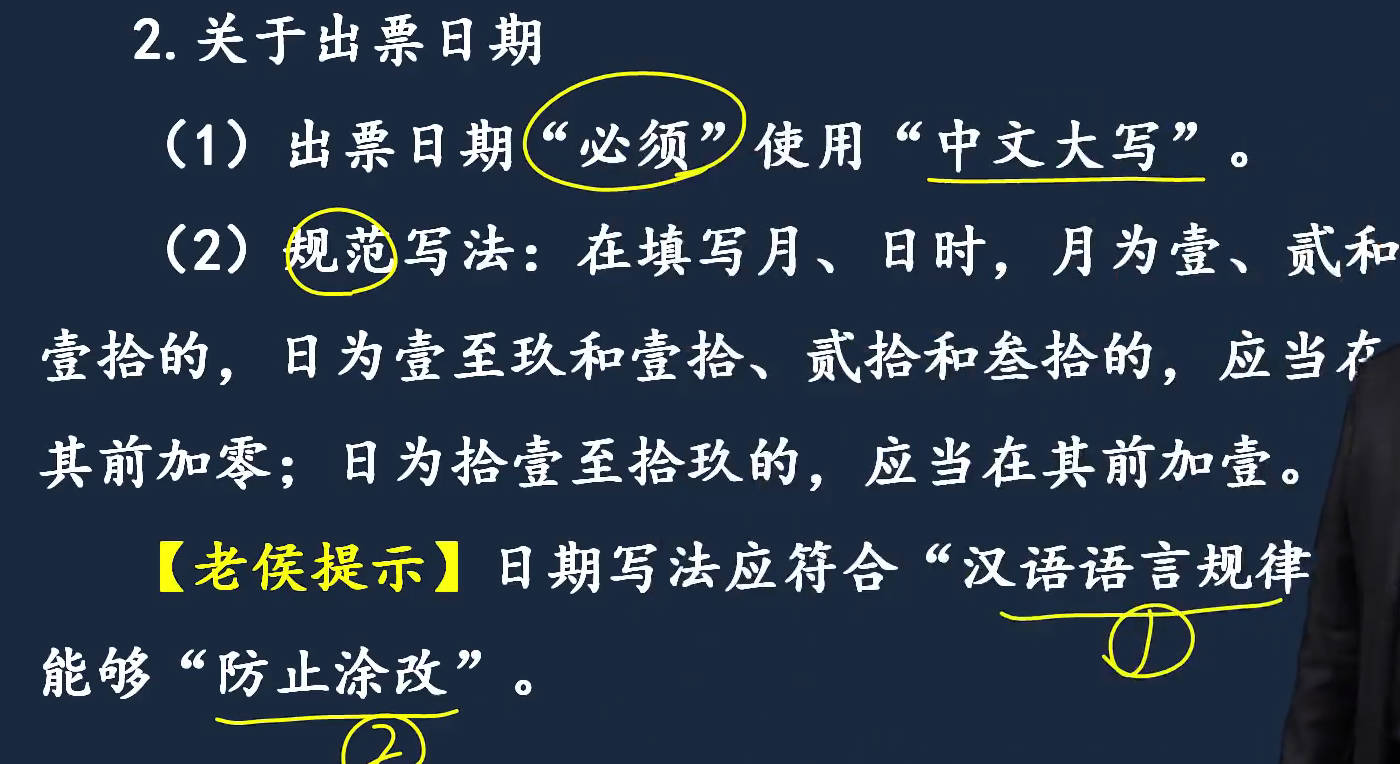 2. 关于出票日期
（1）出票日期“必须”使用“中文大写”。
（2）规范写法：在填写月、日时，月为壹、贰和
壹拾的，日为壹至玖和壹拾、贰拾和叁拾的，应当在
其前加零；日为拾壹至拾玖的，应当在其前加壹。
【老侯提示】日期写法应符合“汉语语言规律
①
能够“防止涂改”。
②